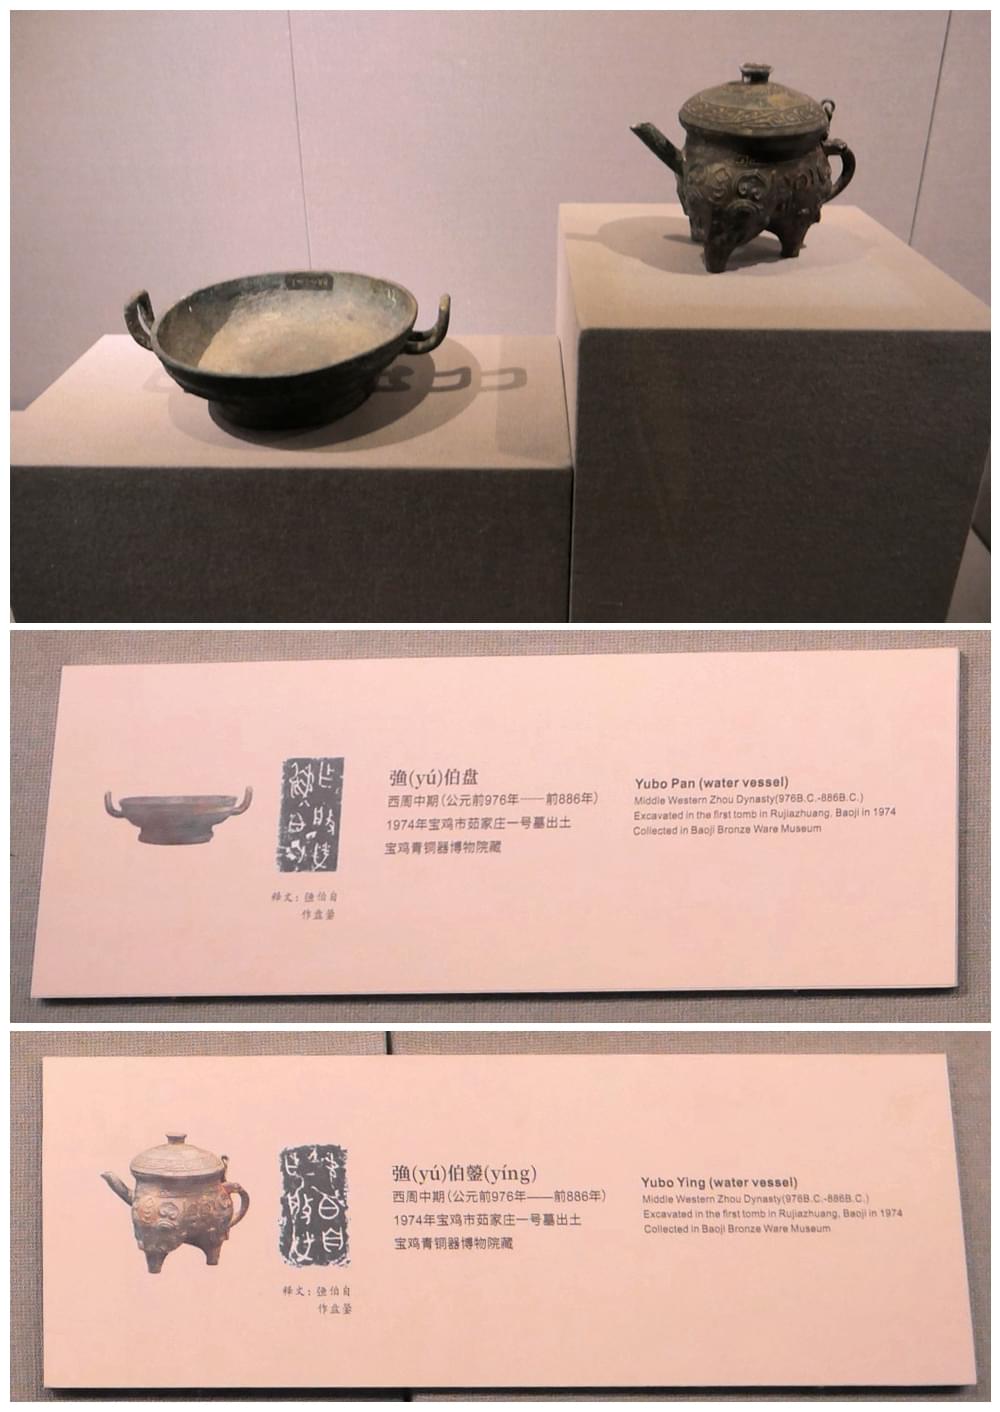 𢐗(yú)伯盘
西周中期(公元前976年——前886年)
1974年宝鸡市茹家庄一号墓出土
宝鸡青铜器博物院藏
Yubo Pan (water vessel)
Middle Western Zhou Dynasty(976B.C.-886B.C.)
Excavated in the first tomb in Rujiazhuang, Baoji in 1974
Collected in Baoji Bronze Ware Museum
释文：𢐗伯自
作盘蓥
𢐗(yú)伯鎣(yíng)
西周中期(公元前976年——前886年)
1974年宝鸡市茹家庄一号墓出土
宝鸡青铜器博物院藏
Yubo Ying (water vessel)
Middle Western Zhou Dynasty(976B.C.-886B.C.)
Excavated in the first tomb in Rujiazhuang, Baoji in 1974
Collected in Baoji Bronze Ware Museum
释文：𢐗伯自
作盘蓥